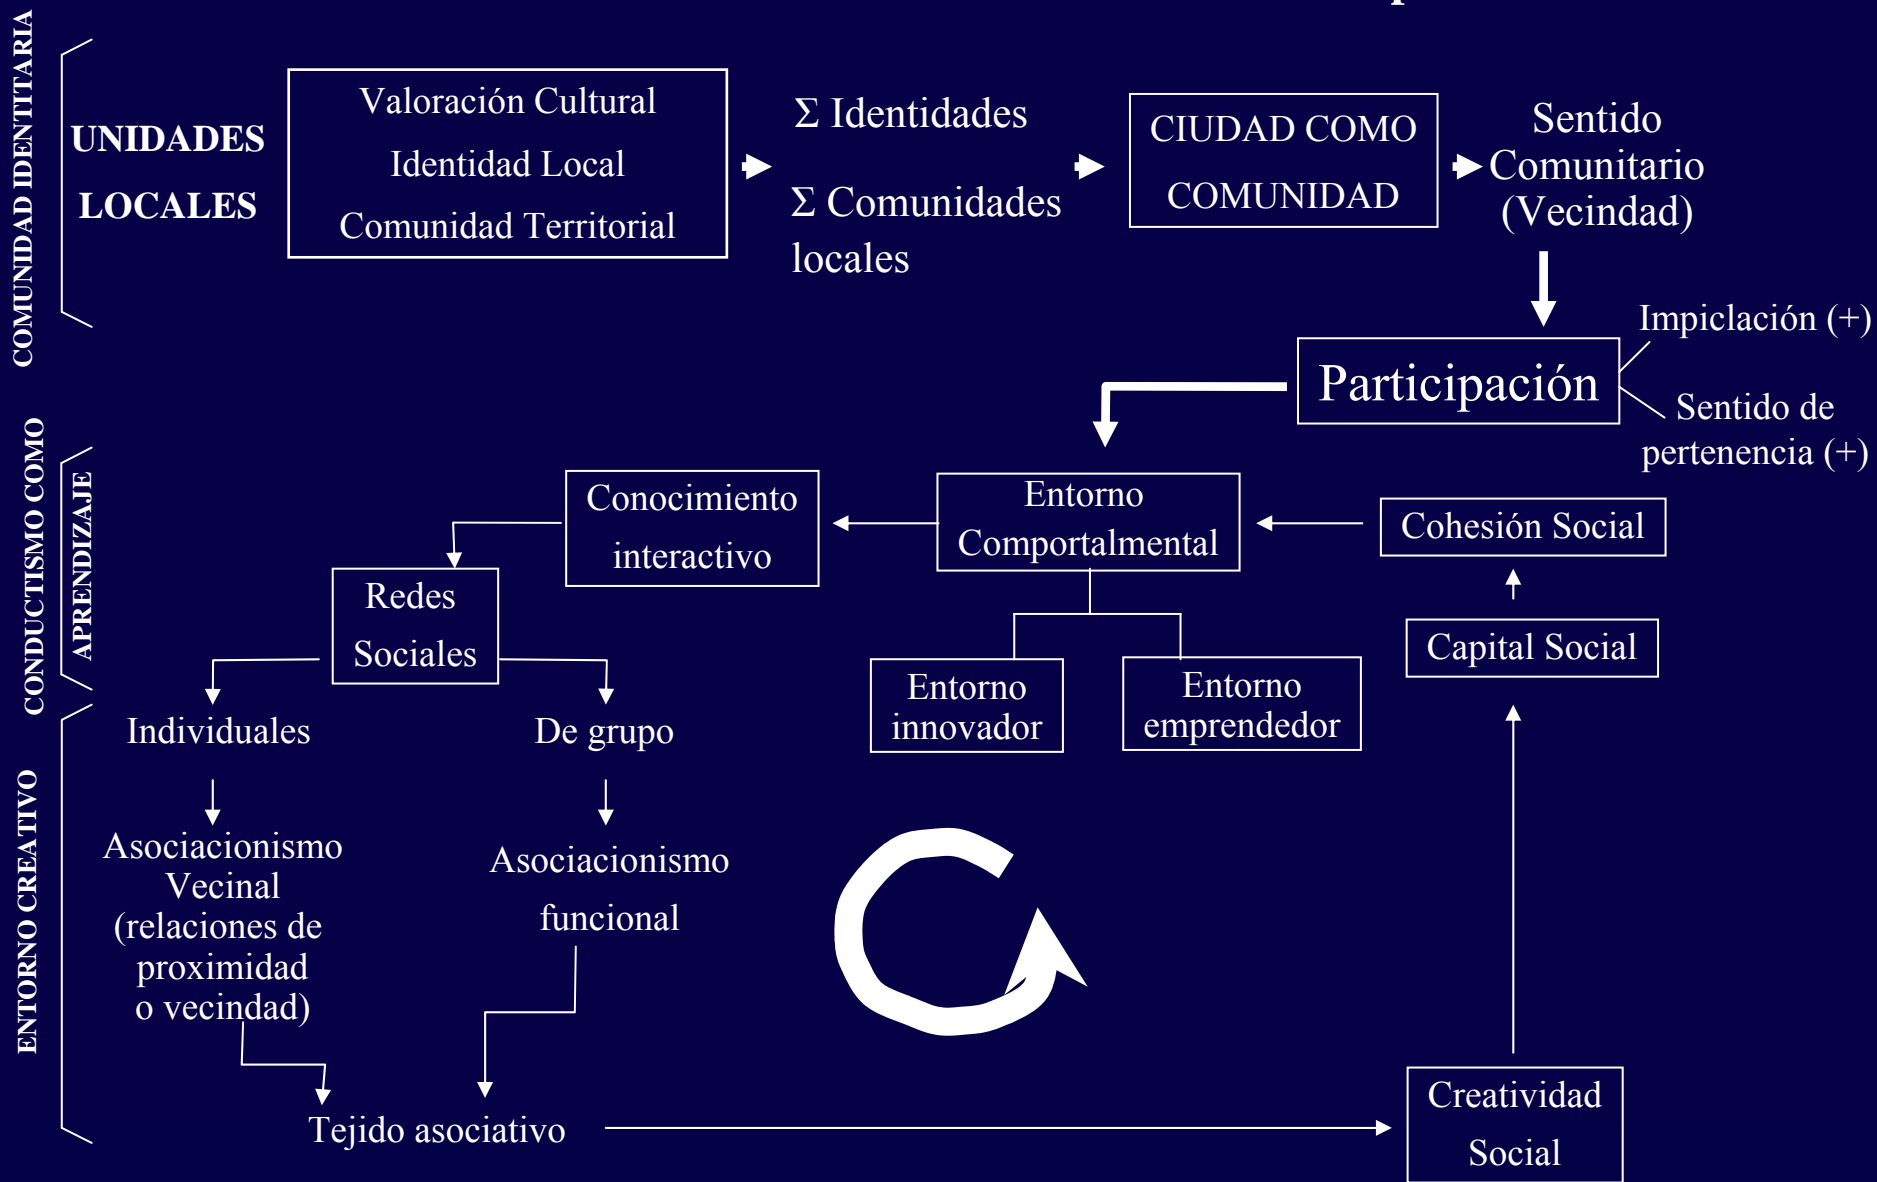 COMUNIDAD IDENTITARIA
UNIDADES
LOCALES
Valoración Cultural
Identidad Local
Comunidad Territorial
Σ Identidades
Σ Comunidades
locales
CIUDAD COMO
COMUNIDAD
Sentido
Comunitario
(Vecindad)
Participación
Impiclación (+)
Sentido de
pertenencia (+)
CONDUCTISMO COMO
APRENDIZAJE
Conocimiento
interactivo
Entorno
Comportalmental
Cohesión Social
Redes
Sociales
Capital Social
Entorno
innovador
Entorno
emprendedor
ENTORNO CREATIVO
Individuales
De grupo
Asociacionismo
Vecinal
(relaciones de
proximidad
o vecindad)
Asociacionismo
funcional
Tejido asociativo
Creatividad
Social